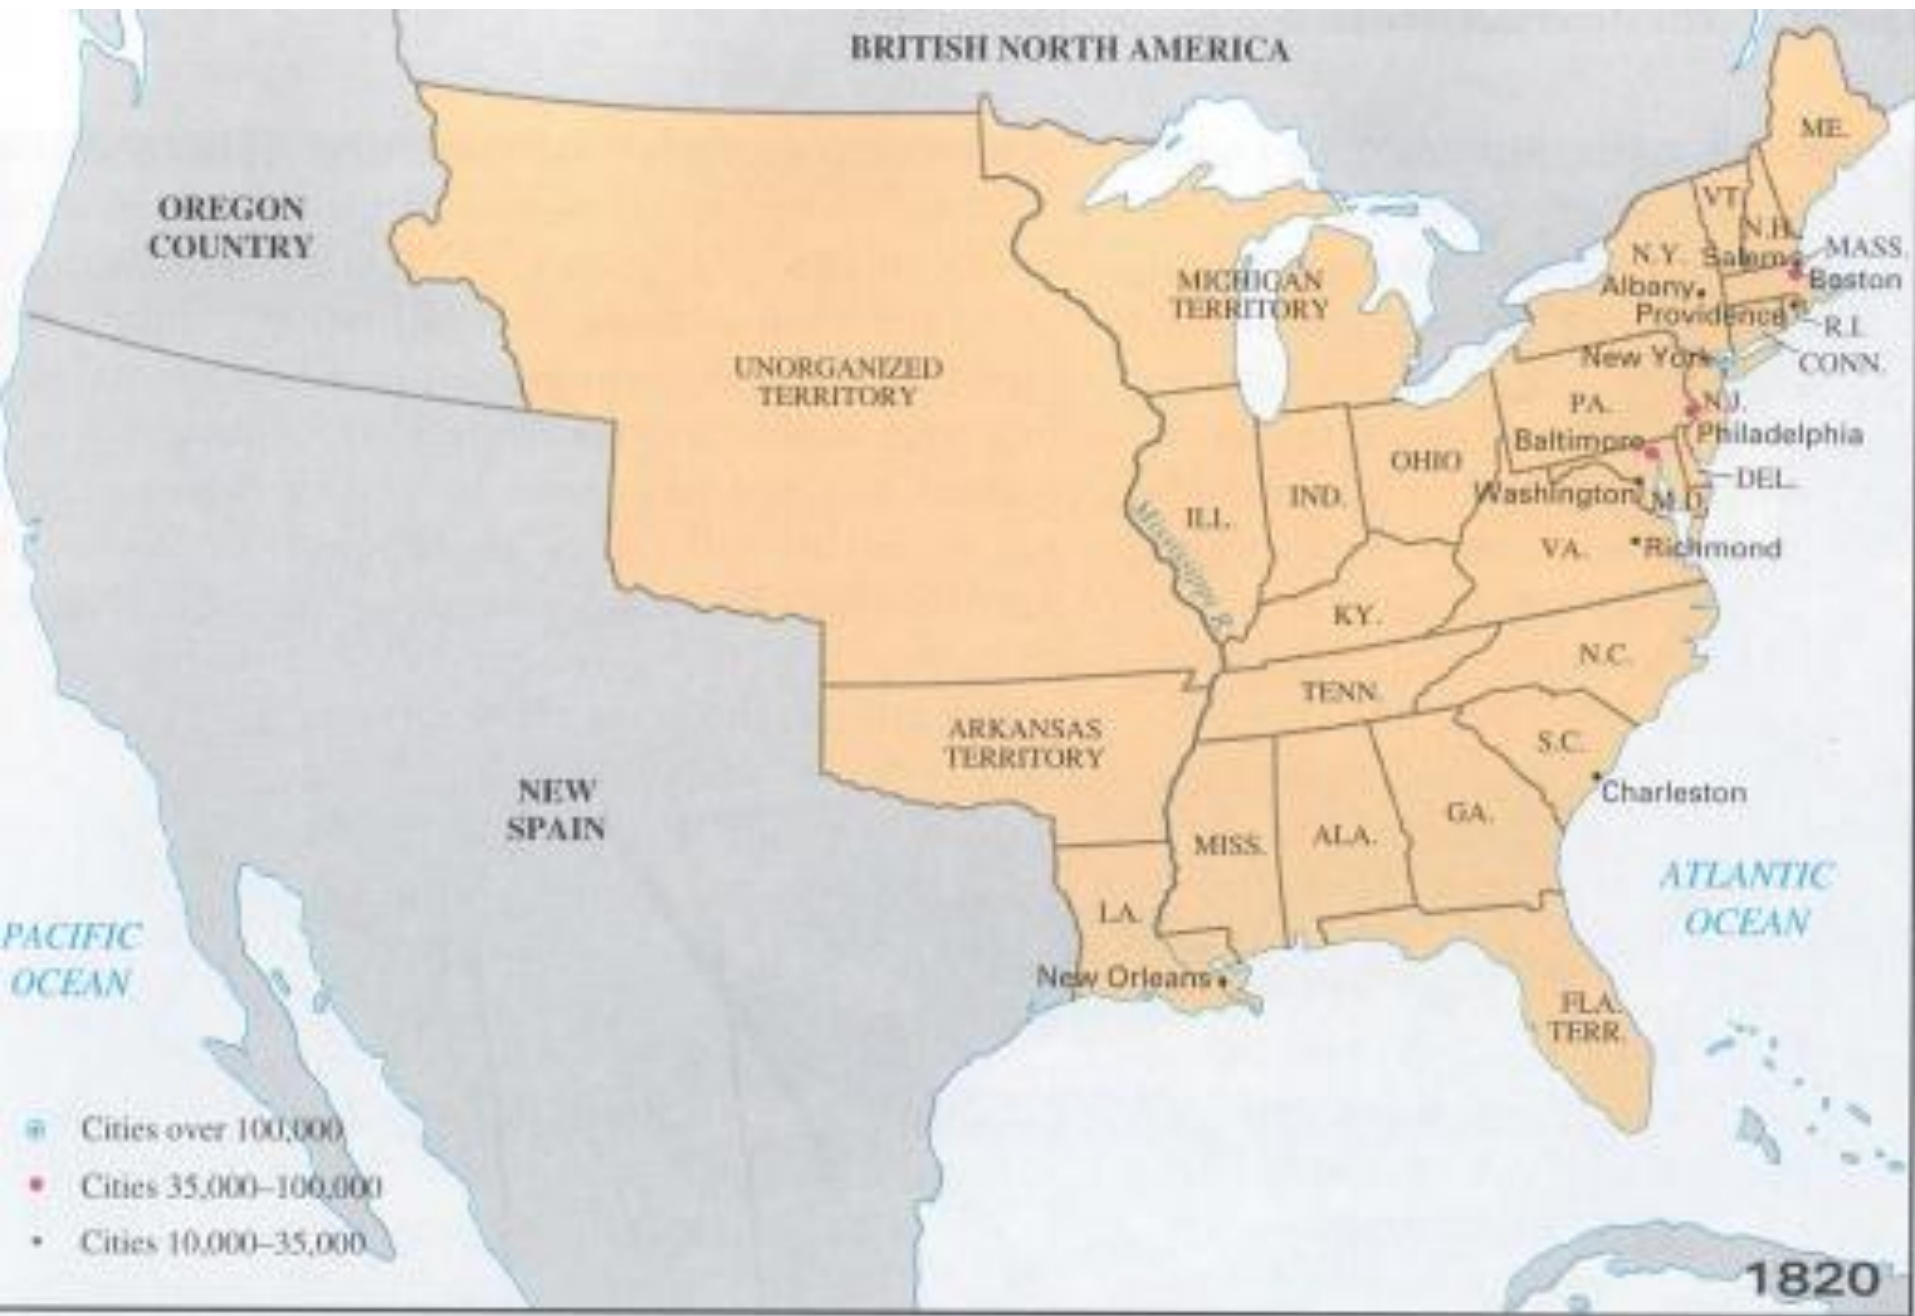 BRITISH NORTH AMERICA
OREGON
COUNTRY
UNORGANIZED
TERRITORY
MICHIGAN
TERRITORY
ME.
VT.
N.H.
MASS.
N.Y.
Salem
Boston
Albany
Providence
R.I.
New York
CONN.
PA.
N.J.
Philadelphia
Baltimore
DEL.
Washington
M.D.
OHIO
IND.
ILL.
Mississippi R.
VA.
Richmond
KY.
N.C.
TENN.
ARKANSAS
TERRITORY
S.C.
Charleston
NEW
SPAIN
MISS.
ALA.
GA.
LA.
New Orleans
ATLANTIC
OCEAN
PACIFIC
OCEAN
FLA.
TERR.
Cities over 100,000
Cities 35,000–100,000
Cities 10,000–35,000
1820